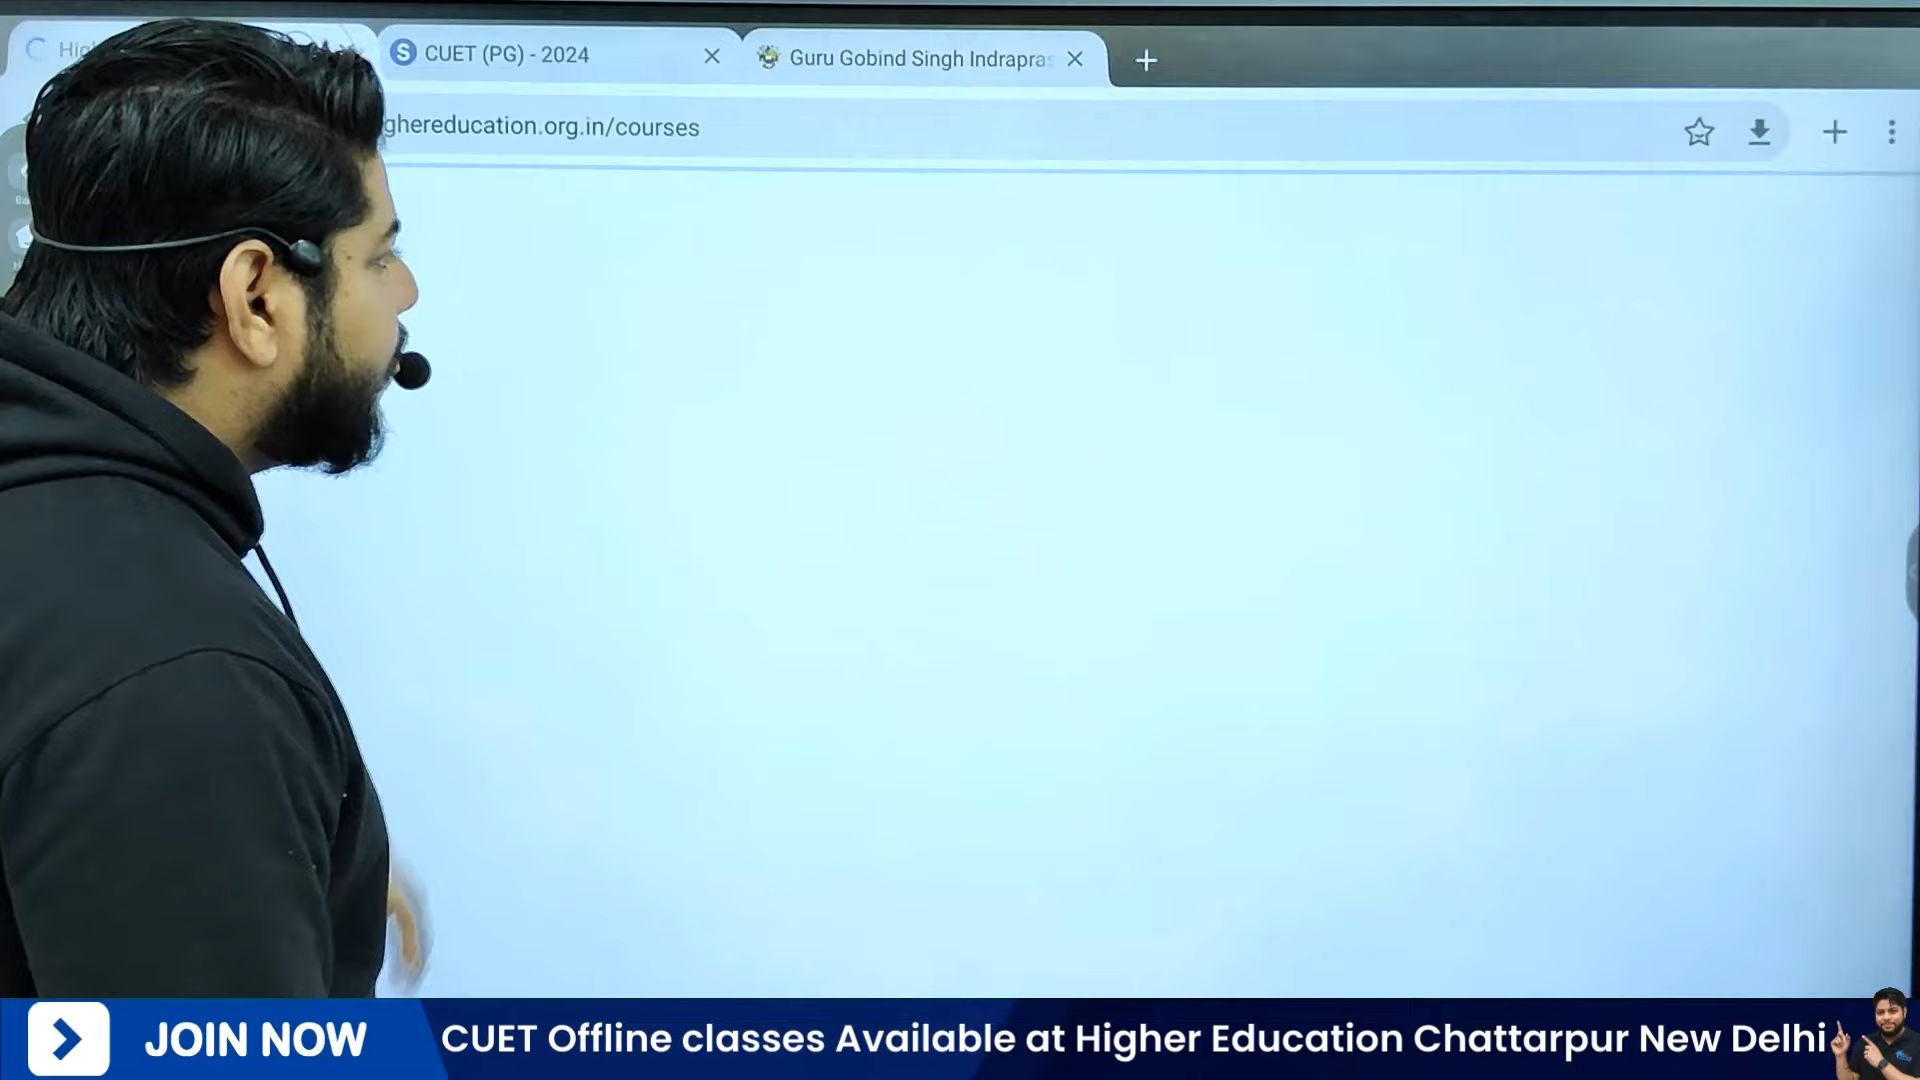 CUET (PG) - 2024
Guru Gobind Singh Indrapras
ghereducation.org.in/courses
JOIN NOW
CUET Offline classes Available at Higher Education Chattarpur New Delhi